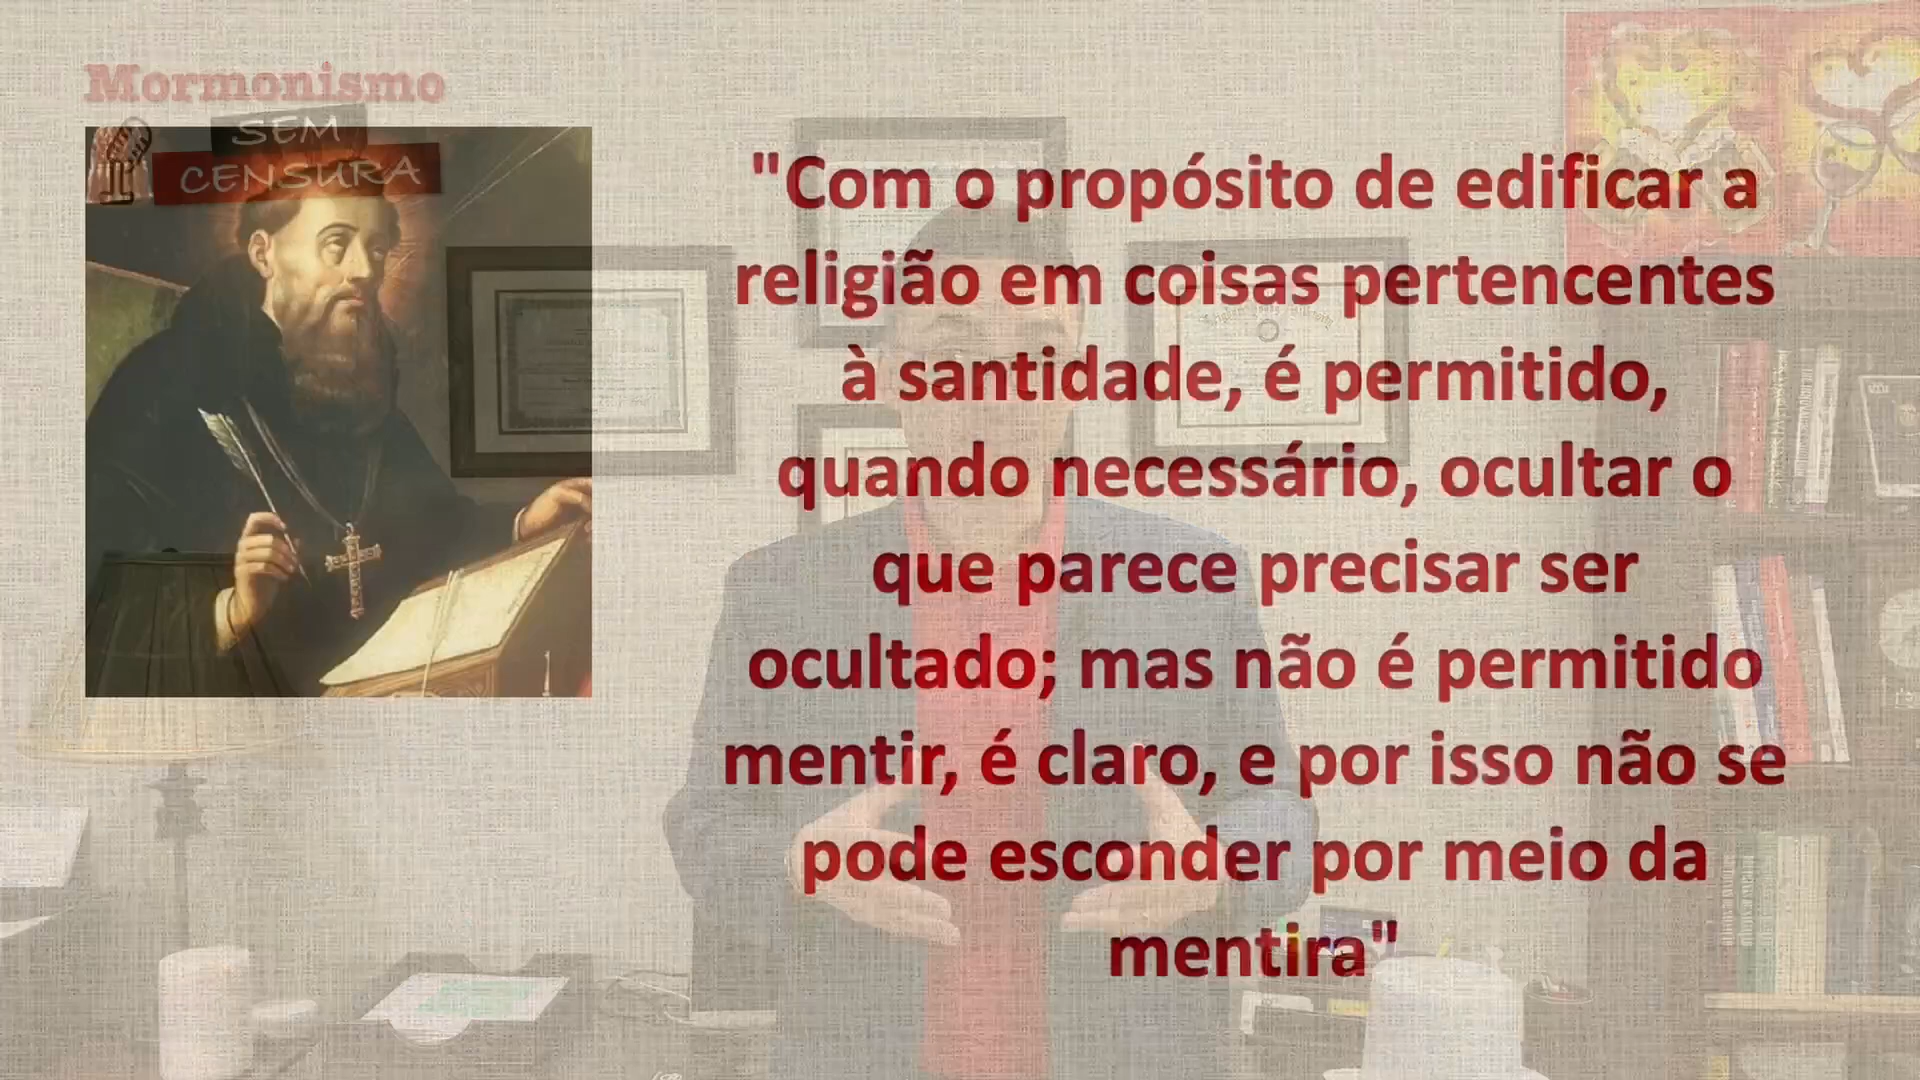 Mormonismo
SEM
CENSURA
"Com o propósito de edificar a
religião em coisas pertencentes
à santidade, é permitido,
quando necessário, ocultar o
que parece precisar ser
ocultado; mas não é permitido
mentir, é claro, e por isso não se
pode esconder por meio da
mentira"